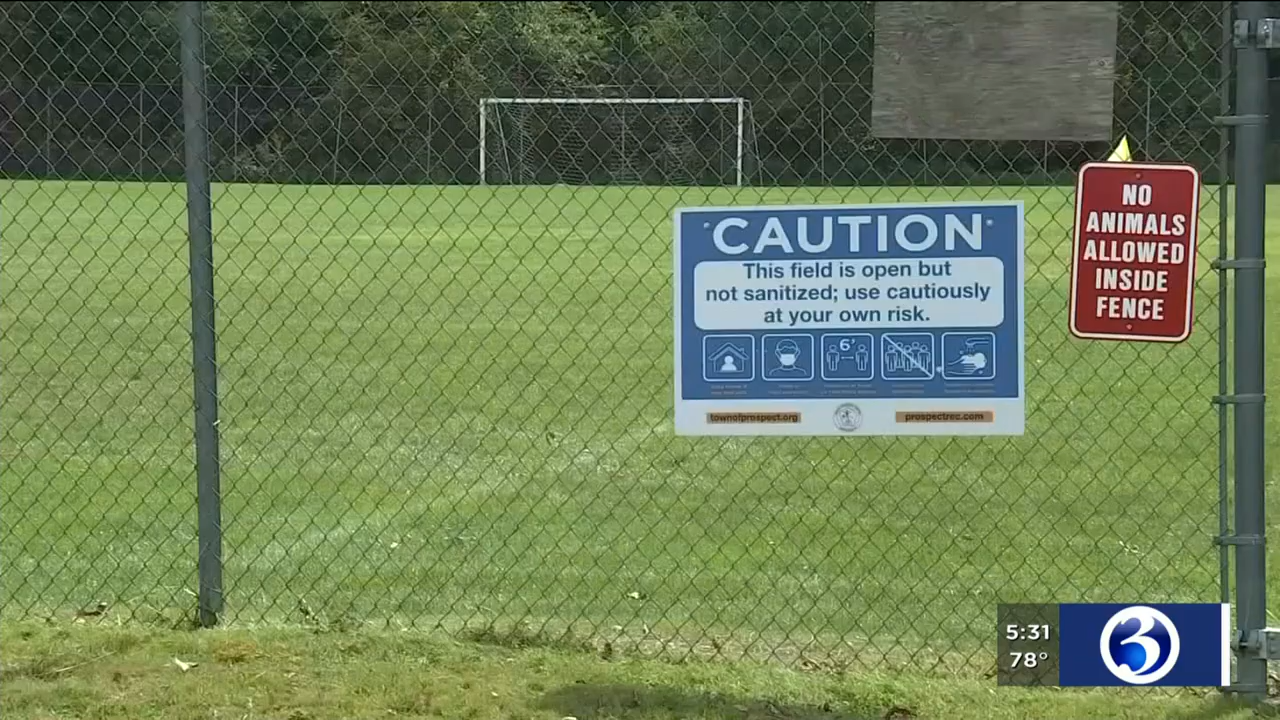 CAUTION
This field is open but
not sanitized; use cautiously
at your own risk.
6'
townofprospect.org
prospectrec.com
NO
ANIMALS
ALLOWED
INSIDE
FENCE
5:31
78°
3